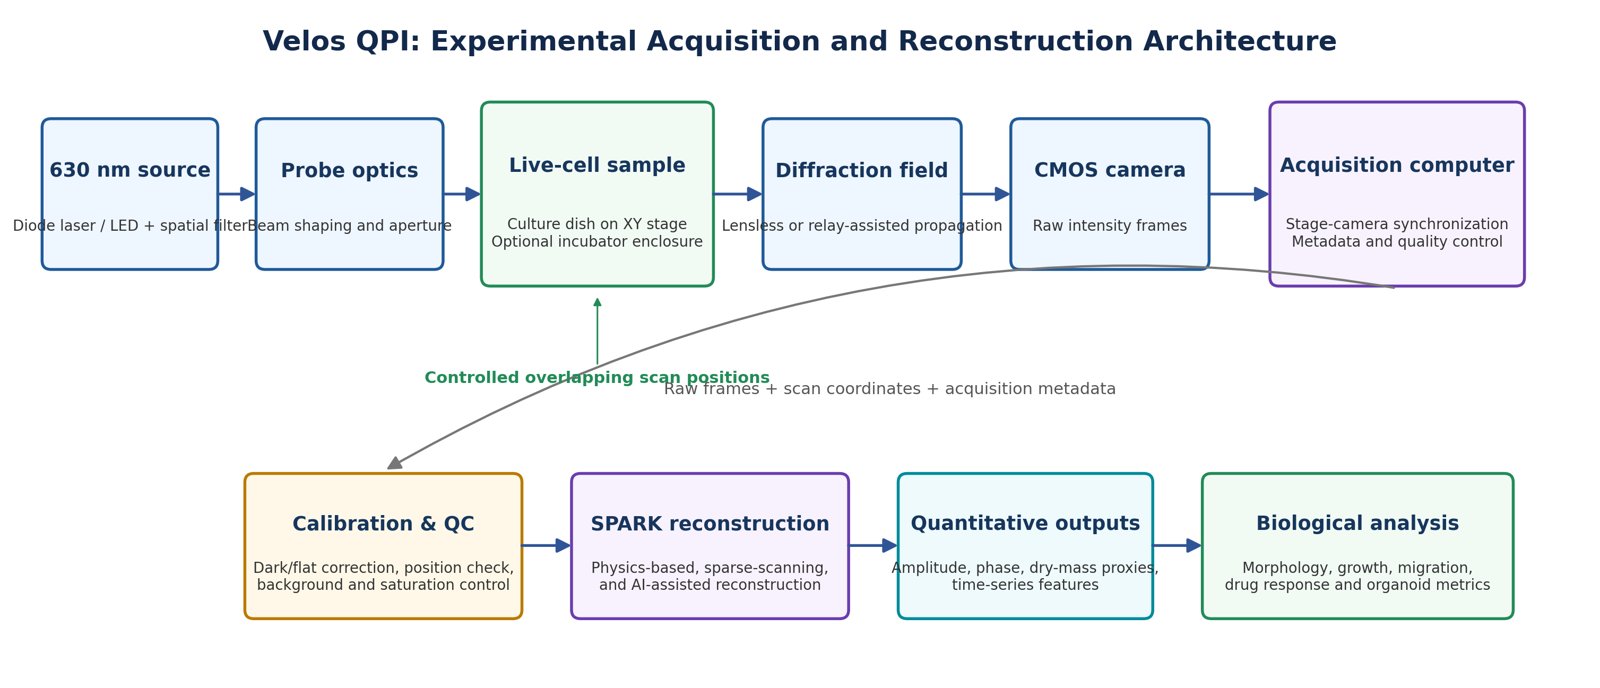 Velos QPI: Experimental Acquisition and Reconstruction Architecture
630 nm source
Diode laser / LED + spatial filter
Probe optics
Beam shaping and aperture
Live-cell sample
Culture dish on XY stage
Optional incubator enclosure
Diffraction field
Lensless or relay-assisted propagation
CMOS camera
Raw intensity frames
Acquisition computer
Stage-camera synchronization
Metadata and quality control
Controlled overlapping scan positions
Raw frames + scan coordinates + acquisition metadata
Calibration & QC
Dark/flat correction, position check,
background and saturation control
SPARK reconstruction
Physics-based, sparse-scanning,
and AI-assisted reconstruction
Quantitative outputs
Amplitude, phase, dry-mass proxies,
time-series features
Biological analysis
Morphology, growth, migration,
drug response and organoid metrics